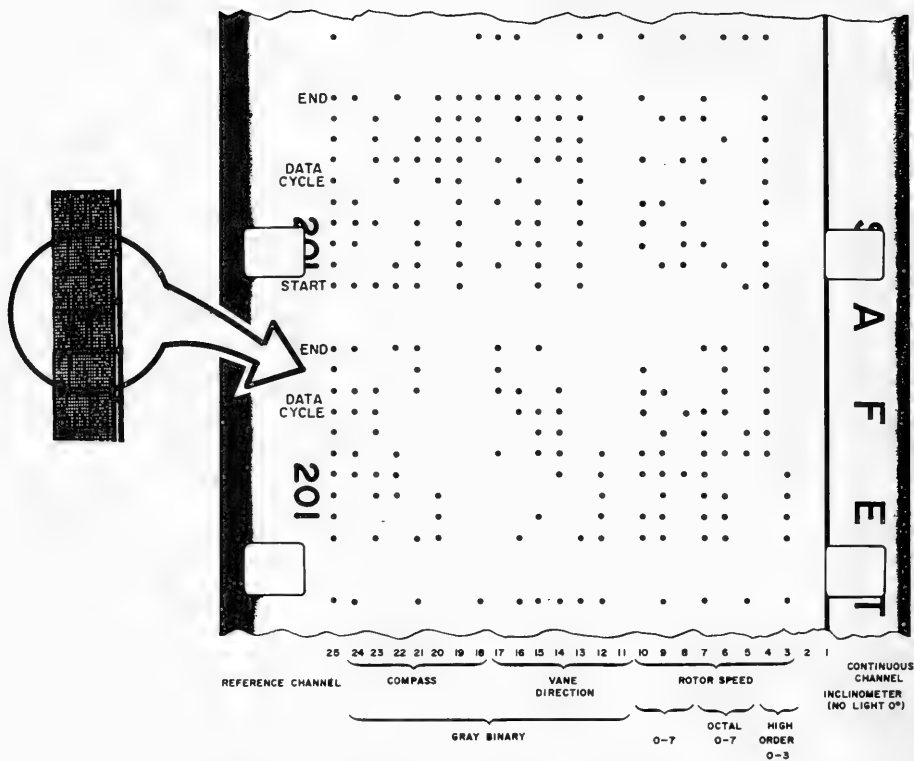 END
DATA
CYCLE
201
START
END
DATA
CYCLE
201
S A F E T
25 24 23 22 21 20 19 18 17 16 15 14 13 12 11 10 9 8 7 6 5 4 3 2 1
REFERENCE CHANNEL
COMPASS
VANE
DIRECTION
ROTOR SPEED
CONTINUOUS
CHANNEL
INCLINOMETER
(NO LIGHT 0°)
GRAY BINARY
0-7
OCTAL
0-7
HIGH
ORDER
0-3